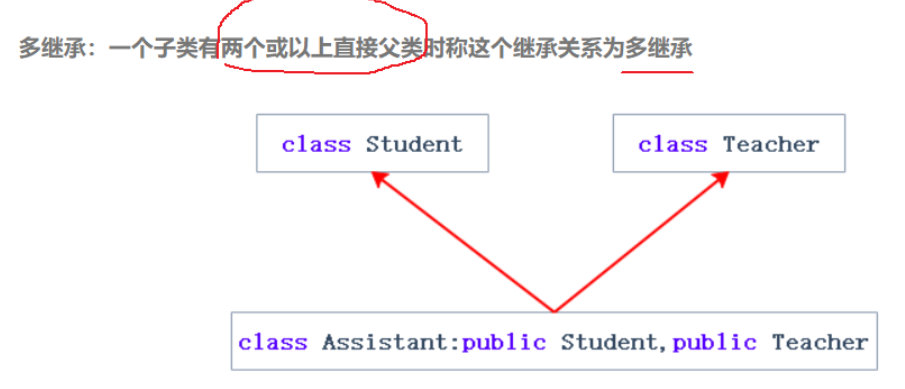 多继承：一个子类有两个或以上直接父类时称这个继承关系为多继承
class Student
class Teacher
class Assistant:public Student,public Teacher